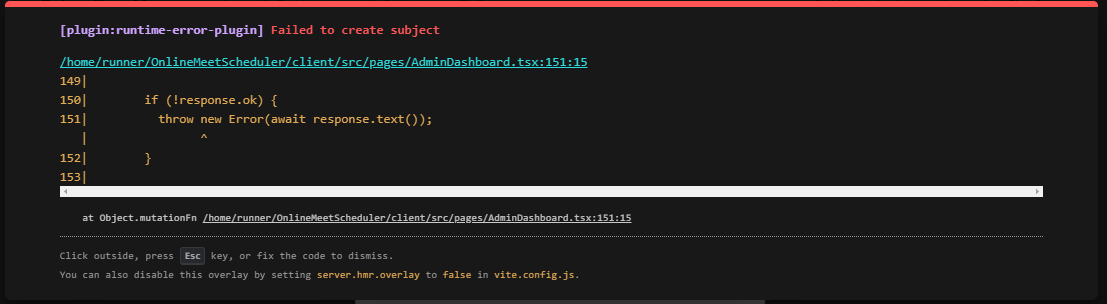 [plugin:runtime-error-plugin] Failed to create subject
/home/runner/OnlineMeetScheduler/client/src/pages/AdminDashboard.tsx:151:15
149|
150|        if (!response.ok) {
151|          throw new Error(await response.text());
   |                ^
152|        }
153|
at Object.mutationFn /home/runner/OnlineMeetScheduler/client/src/pages/AdminDashboard.tsx:151:15
Click outside, press Esc key, or fix the code to dismiss.
You can also disable this overlay by setting server.hmr.overlay to false in vite.config.js.